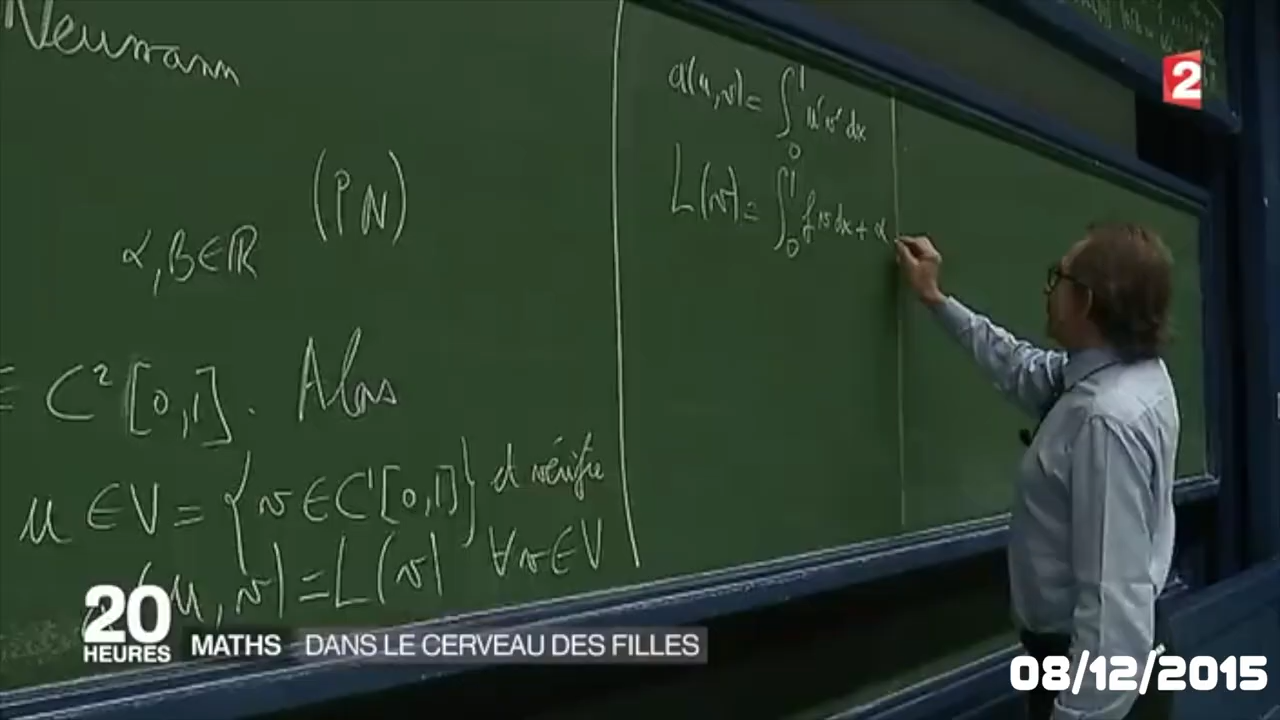 Neumann
(PN)
α, β ∈ ℝ
∈ C²[0,1]. Alors
u ∈ V = {v ∈ C¹[0,1]} et vérifie
(u,v) = L(v) ∀v ∈ V
a(u,v) = ∫₀¹ u'v' dx
L(v) = ∫₀¹ fv dx + α
2
20
HEURES
MATHS DANS LE CERVEAU DES FILLES
08/12/2015